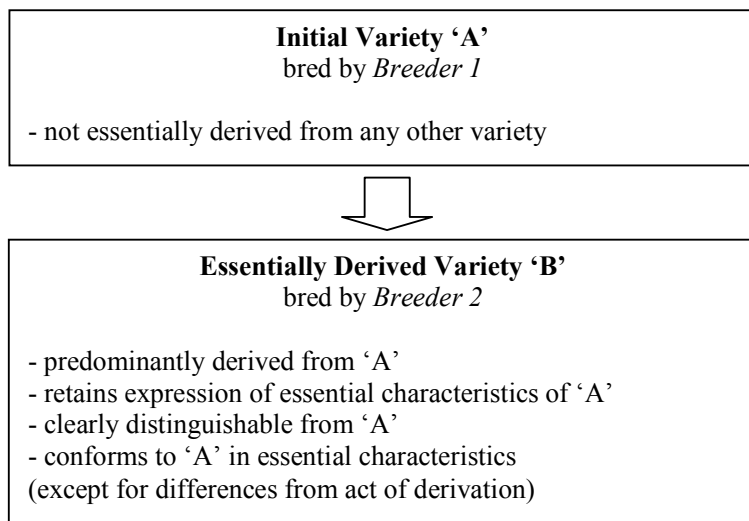 Initial Variety ‘A’
bred by Breeder 1
- not essentially derived from any other variety
Essentially Derived Variety ‘B’
bred by Breeder 2
- predominantly derived from ‘A’
- retains expression of essential characteristics of ‘A’
- clearly distinguishable from ‘A’
- conforms to ‘A’ in essential characteristics
(except for differences from act of derivation)